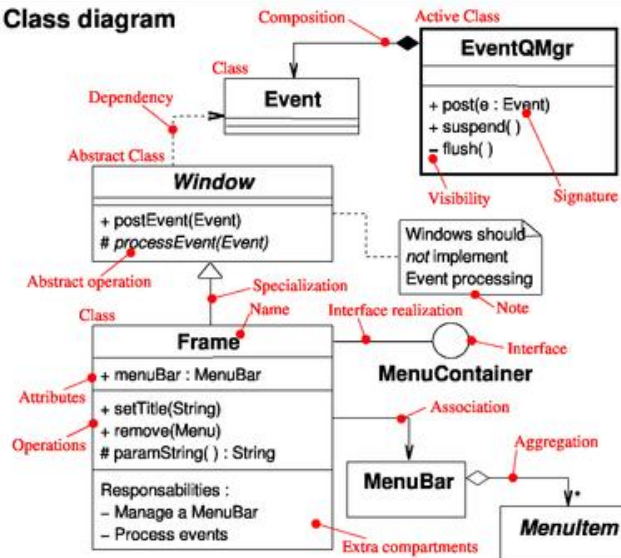 Class diagram
Composition
Active Class
EventQMgr
+ post(e : Event)
+ suspend( )
– flush( )
Visibility
Signature
Class
Event
Dependency
Abstract Class
Window
+ postEvent(Event)
# processEvent(Event)
Abstract operation
Windows should
not implement
Event processing
Note
Specialization
Class
Name
Frame
+ menuBar : MenuBar
Attributes
+ setTitle(String)
+ remove(Menu)
# paramString( ) : String
Operations
Responsabilities :
– Manage a MenuBar
– Process events
Extra compartments
Interface realization
Interface
MenuContainer
Association
MenuBar
Aggregation
*
MenuItem